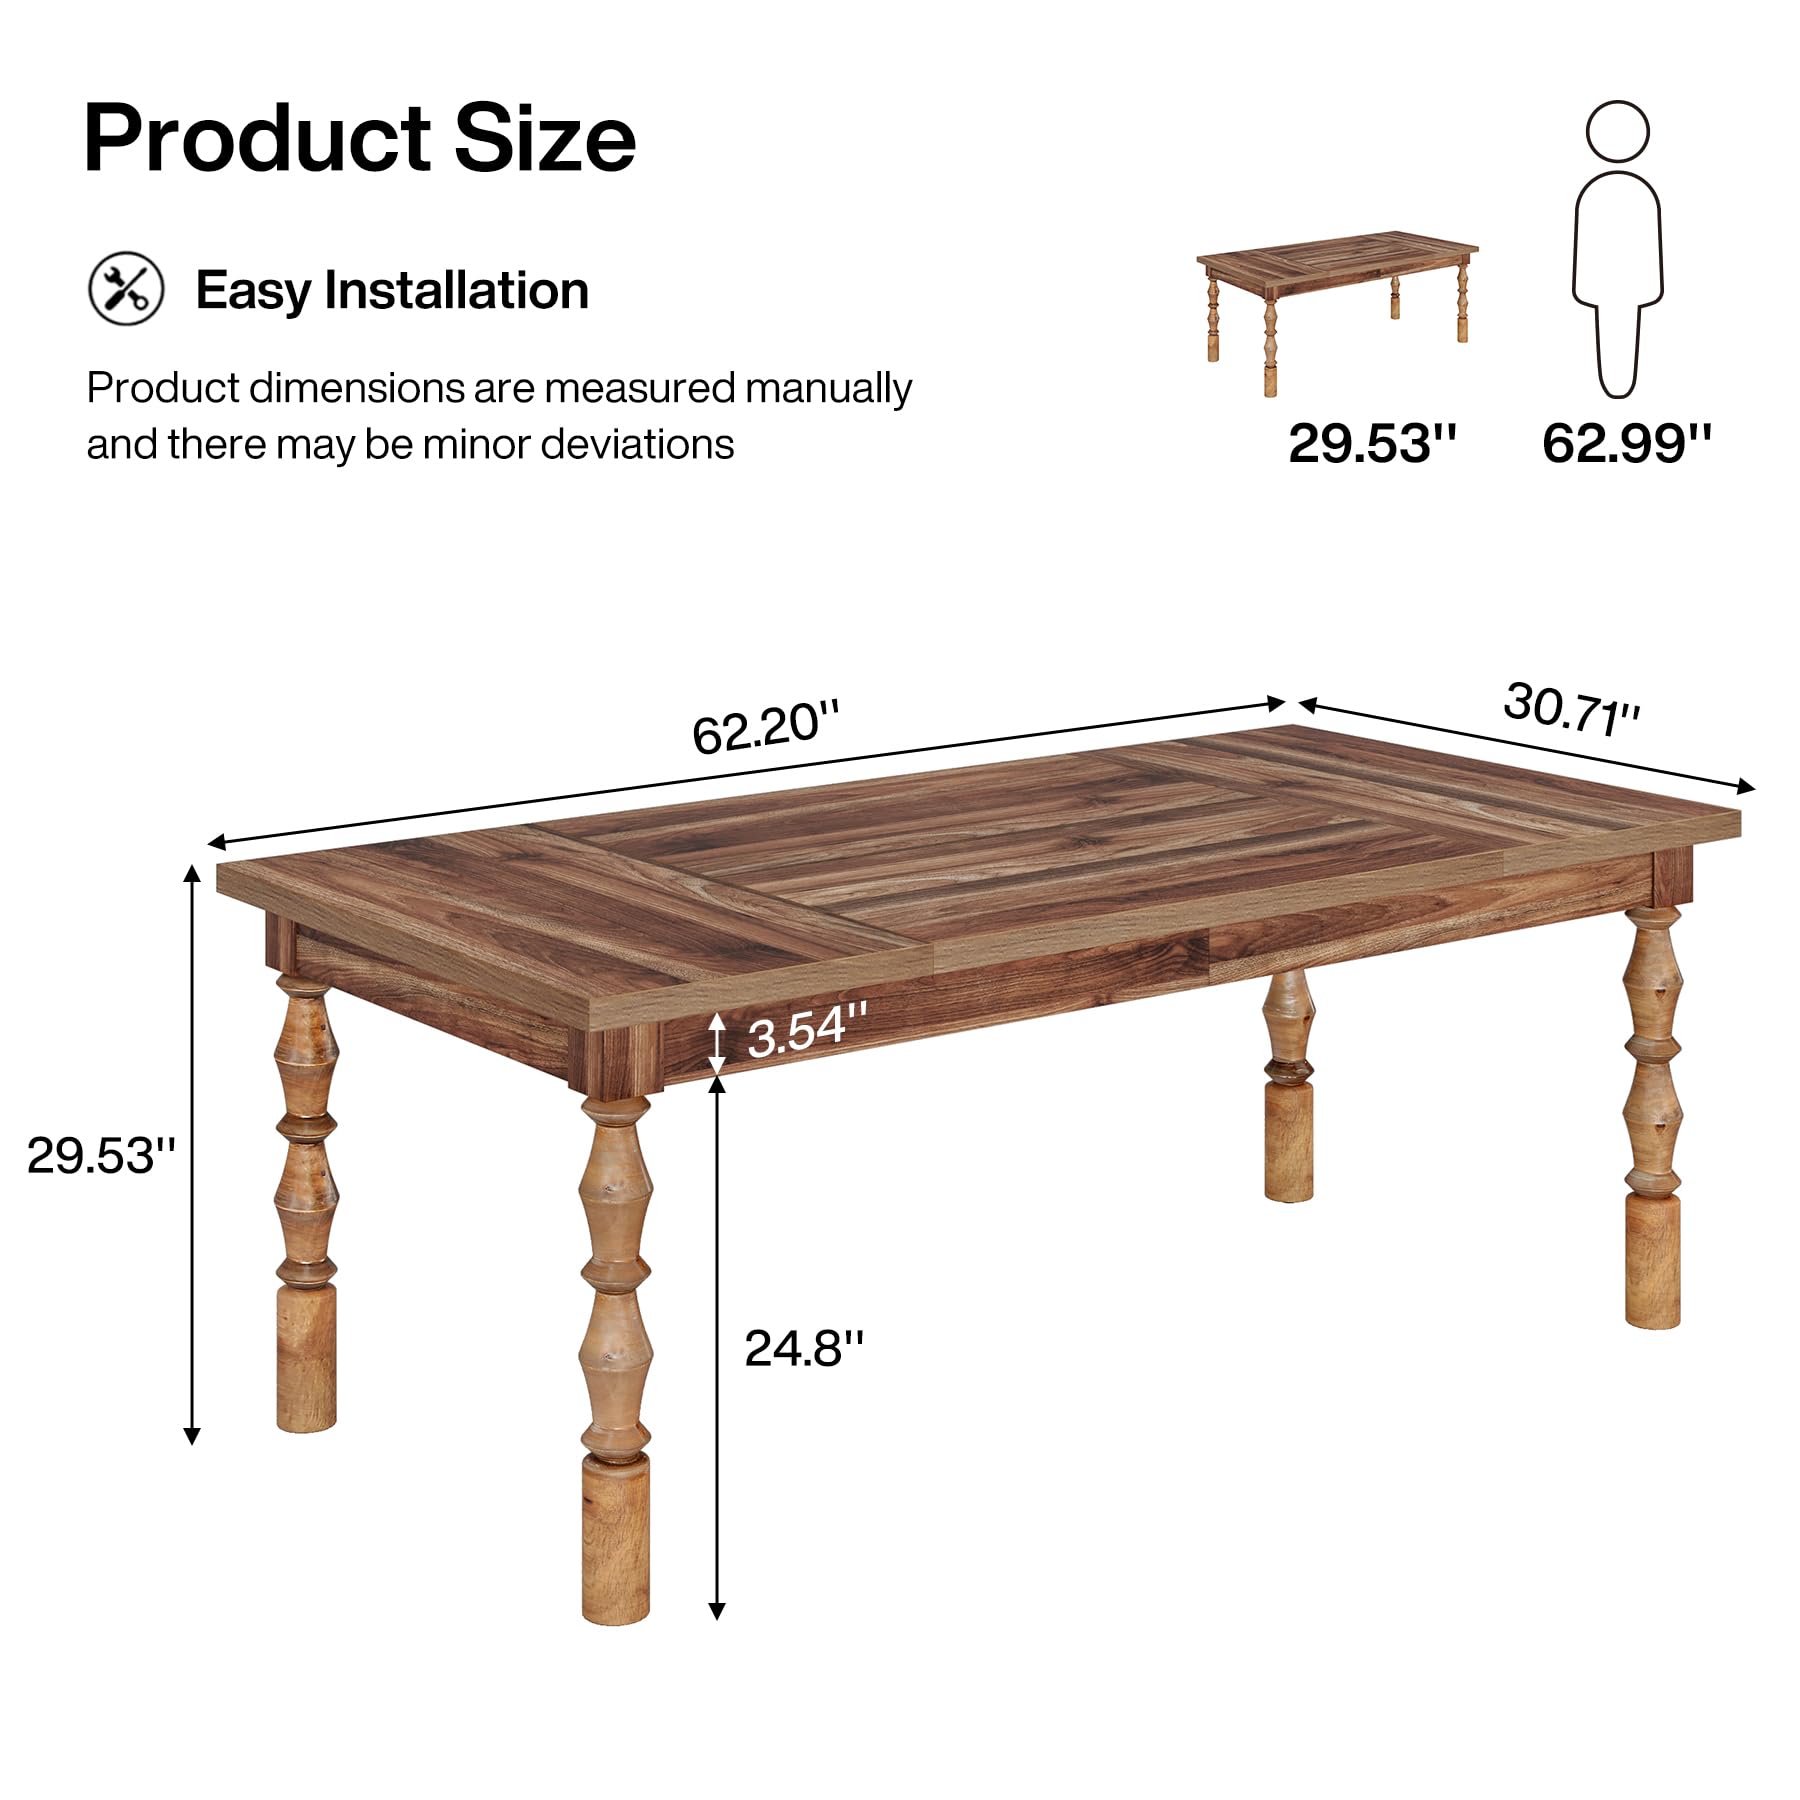 Product Size
Easy Installation
Product dimensions are measured manually
and there may be minor deviations
29.53''
62.99''
62.20''
30.71''
3.54''
29.53''
24.8''